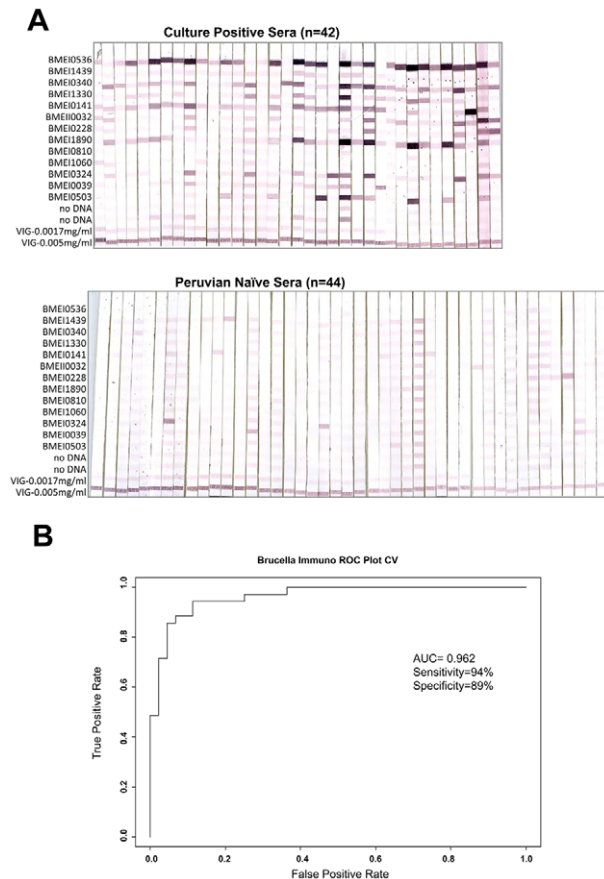 A
Culture Positive Sera (n=42)
BMEI0536
BMEI1439
BMEI0340
BMEI1330
BMEI0141
BMEII0032
BMEI0228
BMEI1890
BMEI0810
BMEI1060
BMEI0324
BMEI0039
BMEI0503
no DNA
no DNA
VIG-0.0017mg/ml
VIG-0.005mg/ml
Peruvian Naïve Sera (n=44)
BMEI0536
BMEI1439
BMEI0340
BMEI1330
BMEI0141
BMEII0032
BMEI0228
BMEI1890
BMEI0810
BMEI1060
BMEI0324
BMEI0039
BMEI0503
no DNA
no DNA
VIG-0.0017mg/ml
VIG-0.005mg/ml
B
Brucella Immuno ROC Plot CV
True Positive Rate
1.0
0.8
0.6
0.4
0.2
0.0
AUC= 0.962
Sensitivity=94%
Specificity=89%
0.0 0.2 0.4 0.6 0.8 1.0
False Positive Rate